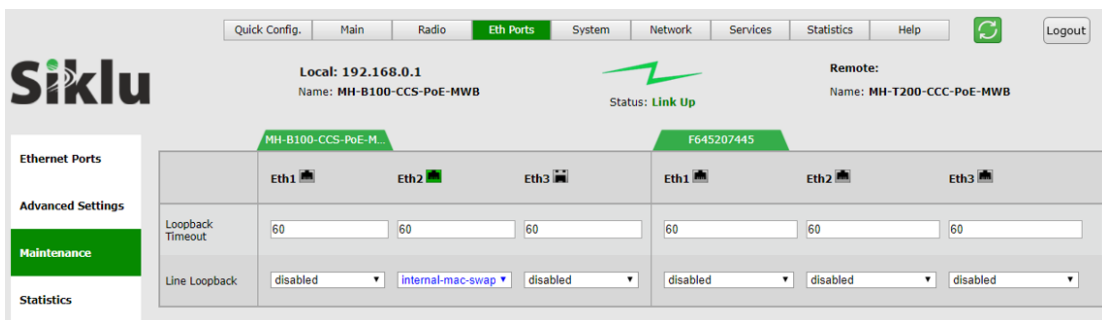 Quick Config. Main Radio Eth Ports System Network Services Statistics Help Logout
Siklu
Local: 192.168.0.1
Name: MH-B100-CCS-PoE-MWB
Status: Link Up
Remote:
Name: MH-T200-CCC-PoE-MWB
Ethernet Ports
Advanced Settings
Maintenance
Statistics
MH-B100-CCS-PoE-M... F645207445
Eth1 Eth2 Eth3 Eth1 Eth2 Eth3
Loopback
Timeout
60 60 60 60 60 60
Line Loopback disabled internal-mac-swap disabled disabled disabled disabled